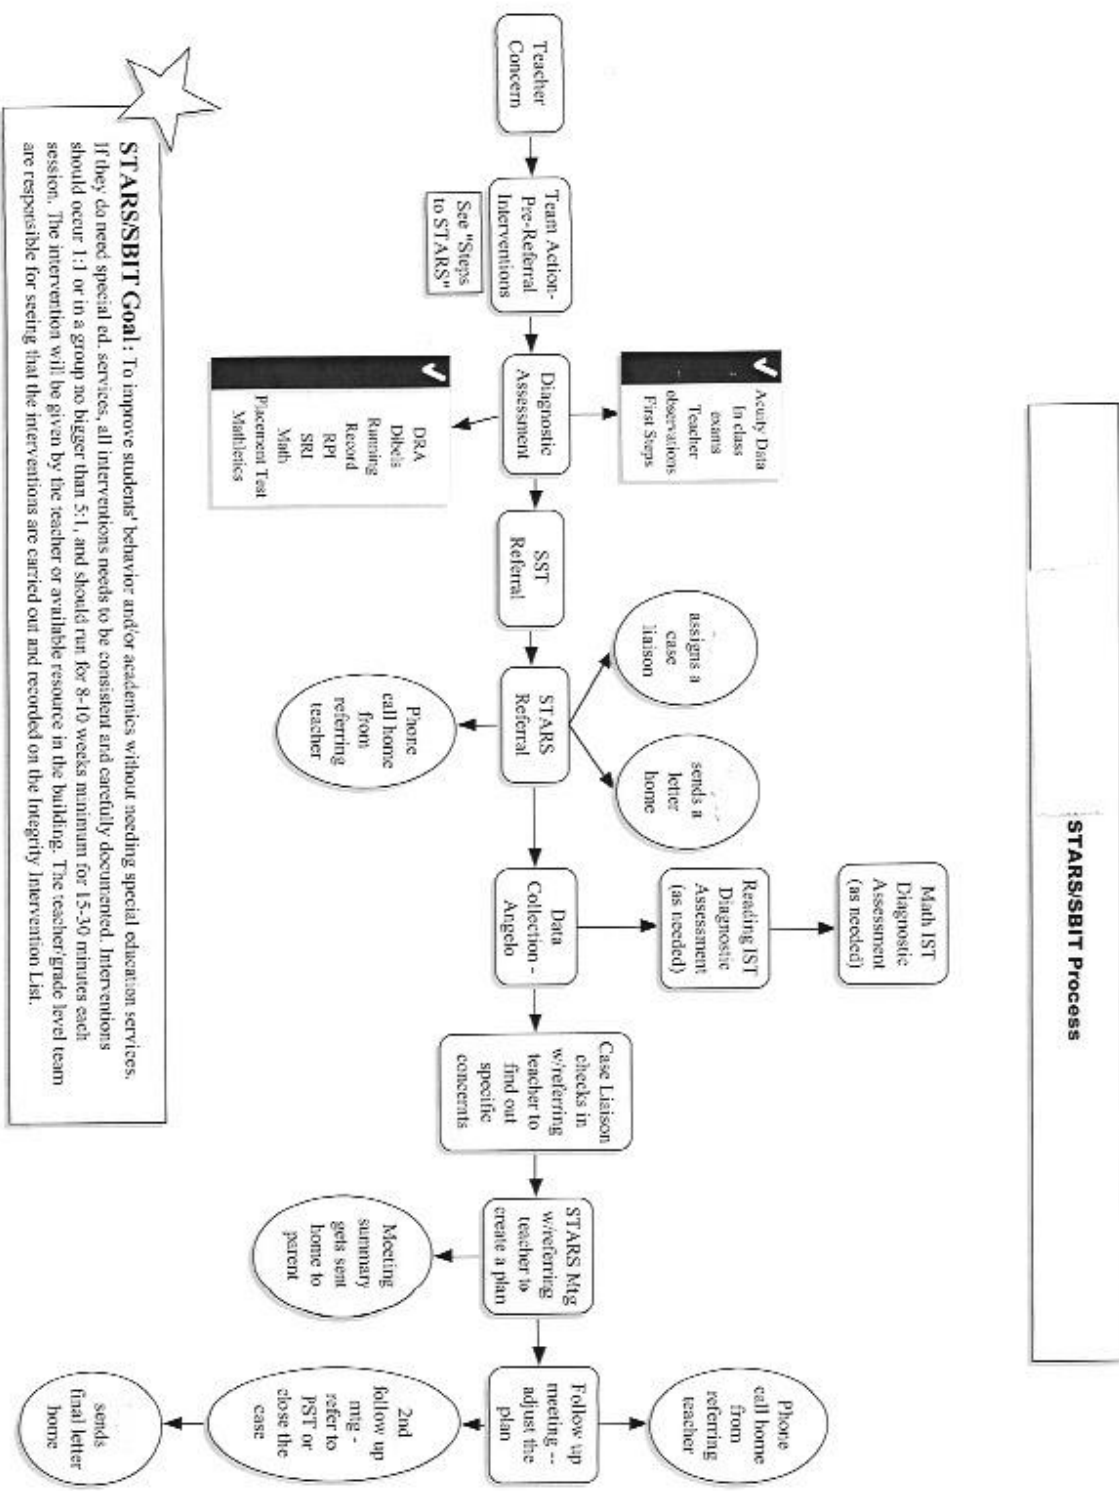 STARS/SBIT Process
Math IST
Diagnostic
Assessment
(as needed)
Reading IST
Diagnostic
Assessment
(as needed)
Acuity Data
In class
exams
Teacher
observations
First Steps
assigns a
case
liaison
sends a
letter
home
Phone
call home
from
referring
teacher
Teacher
Concern
Team Action-
Pre-Referral
Interventions
Diagnostic
Assessment
SST
Referral
STARS
Referral
Data
Collection -
Angelo
Case Liaison
checks in
w/referring
teacher to
find out
specific
STARS Mtg
w/referring
teacher to
create a plan
Follow up
meeting --
adjust the
plan
See "Steps
to STARS"
DRA
Dibels
Running
Record
RPI
SRI
Math
Placement Test
Mathletics
Phone
call home
from
referring
teacher
Meeting
summary
gets sent
home to
parent
2nd
follow up
mtg -
refer to
PST or
close the
case
sends
final letter
home
STARS/SBIT Goal: To improve students' behavior and/or academics without needing special education services.
If they do need special ed. services, all interventions needs to be consistent and carefully documented. Interventions
should occur 1:1 or in a group no bigger than 5:1, and should run for 8-10 weeks minimum for 15-30 minutes each
session. The intervention will be given by the teacher or available resource in the building. The teacher/grade level team
are responsible for seeing that the interventions are carried out and recorded on the Integrity Intervention List.